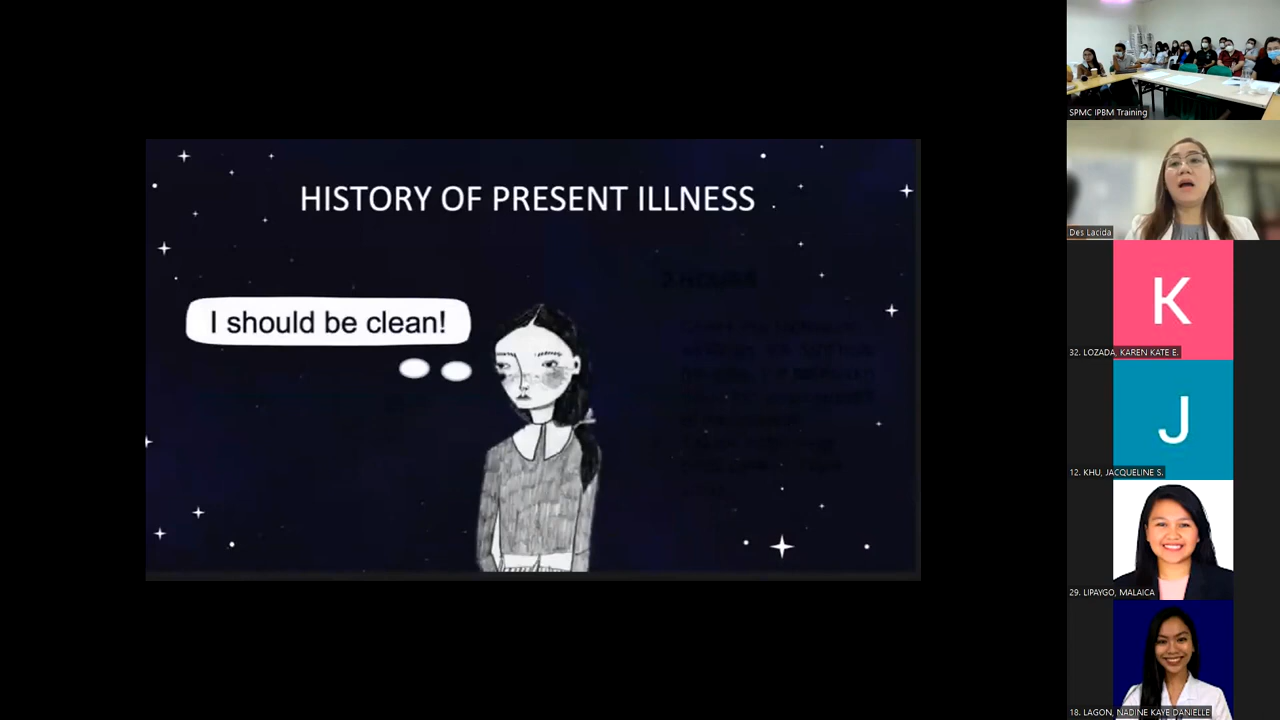 HISTORY OF PRESENT ILLNESS
I should be clean!
SPMC IPBM Training
Des Lacida
K
32. LOZADA, KAREN KATE E.
J
12. KHU, JACQUELINE S.
29. LIPAYGO, MALAICA
18. LAGON, NADINE KAYE DANIELLE